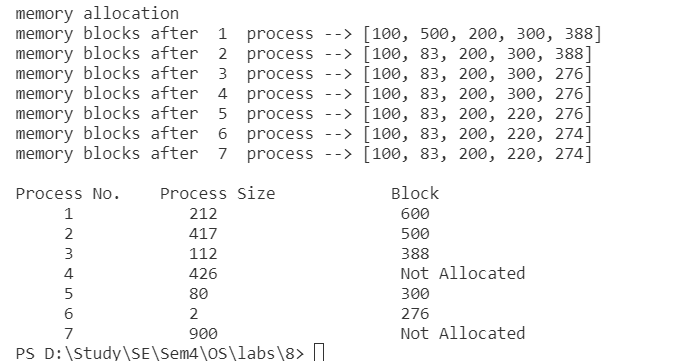 memory allocation
memory blocks after  1  process --> [100, 500, 200, 300, 388]
memory blocks after  2  process --> [100, 83, 200, 300, 388]
memory blocks after  3  process --> [100, 83, 200, 300, 276]
memory blocks after  4  process --> [100, 83, 200, 300, 276]
memory blocks after  5  process --> [100, 83, 200, 220, 276]
memory blocks after  6  process --> [100, 83, 200, 220, 274]
memory blocks after  7  process --> [100, 83, 200, 220, 274]
Process No.    Process Size            Block
1            212                   600
2            417                   500
3            112                   388
4            426                   Not Allocated
5            80                    300
6            2                     276
7            900                   Not Allocated
PS D:\Study\SE\Sem4\OS\labs\8>